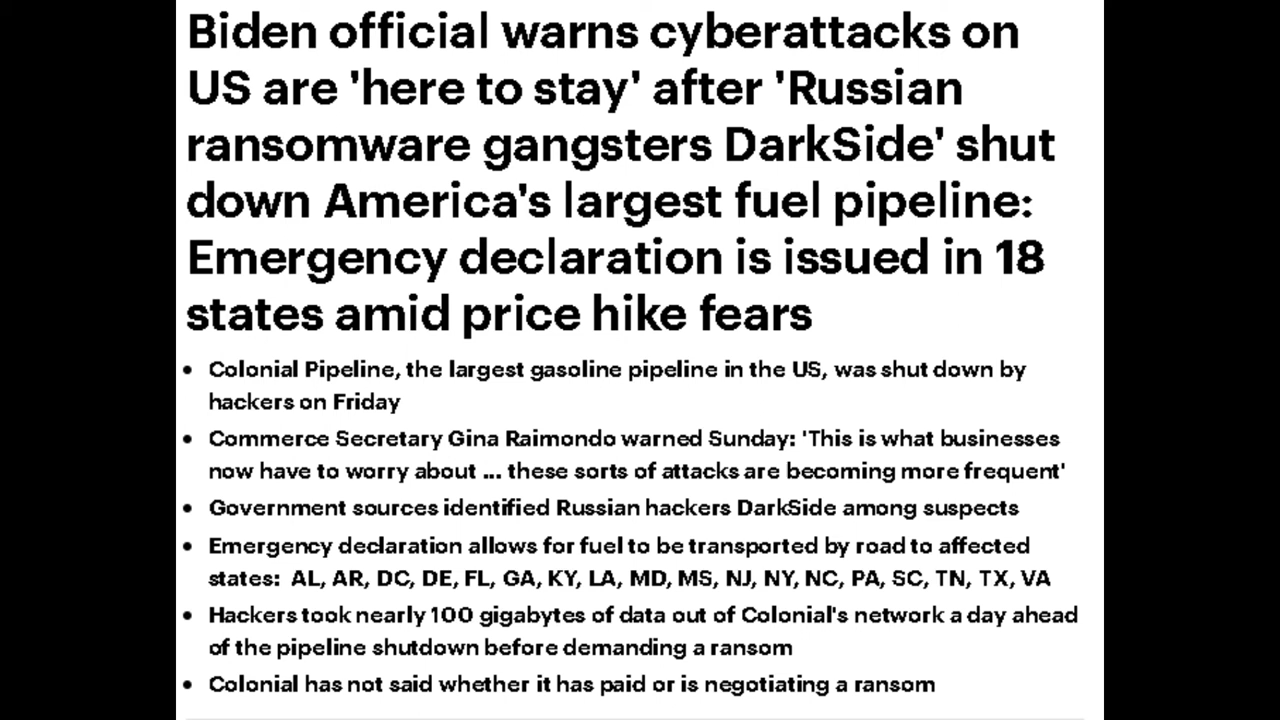 Biden official warns cyberattacks on
US are 'here to stay' after 'Russian
ransomware gangsters DarkSide' shut
down America's largest fuel pipeline:
Emergency declaration is issued in 18
states amid price hike fears
• Colonial Pipeline, the largest gasoline pipeline in the US, was shut down by
hackers on Friday
• Commerce Secretary Gina Raimondo warned Sunday: 'This is what businesses
now have to worry about ... these sorts of attacks are becoming more frequent'
• Government sources identified Russian hackers DarkSide among suspects
• Emergency declaration allows for fuel to be transported by road to affected
states: AL, AR, DC, DE, FL, GA, KY, LA, MD, MS, NJ, NY, NC, PA, SC, TN, TX, VA
• Hackers took nearly 100 gigabytes of data out of Colonial's network a day ahead
of the pipeline shutdown before demanding a ransom
• Colonial has not said whether it has paid or is negotiating a ransom